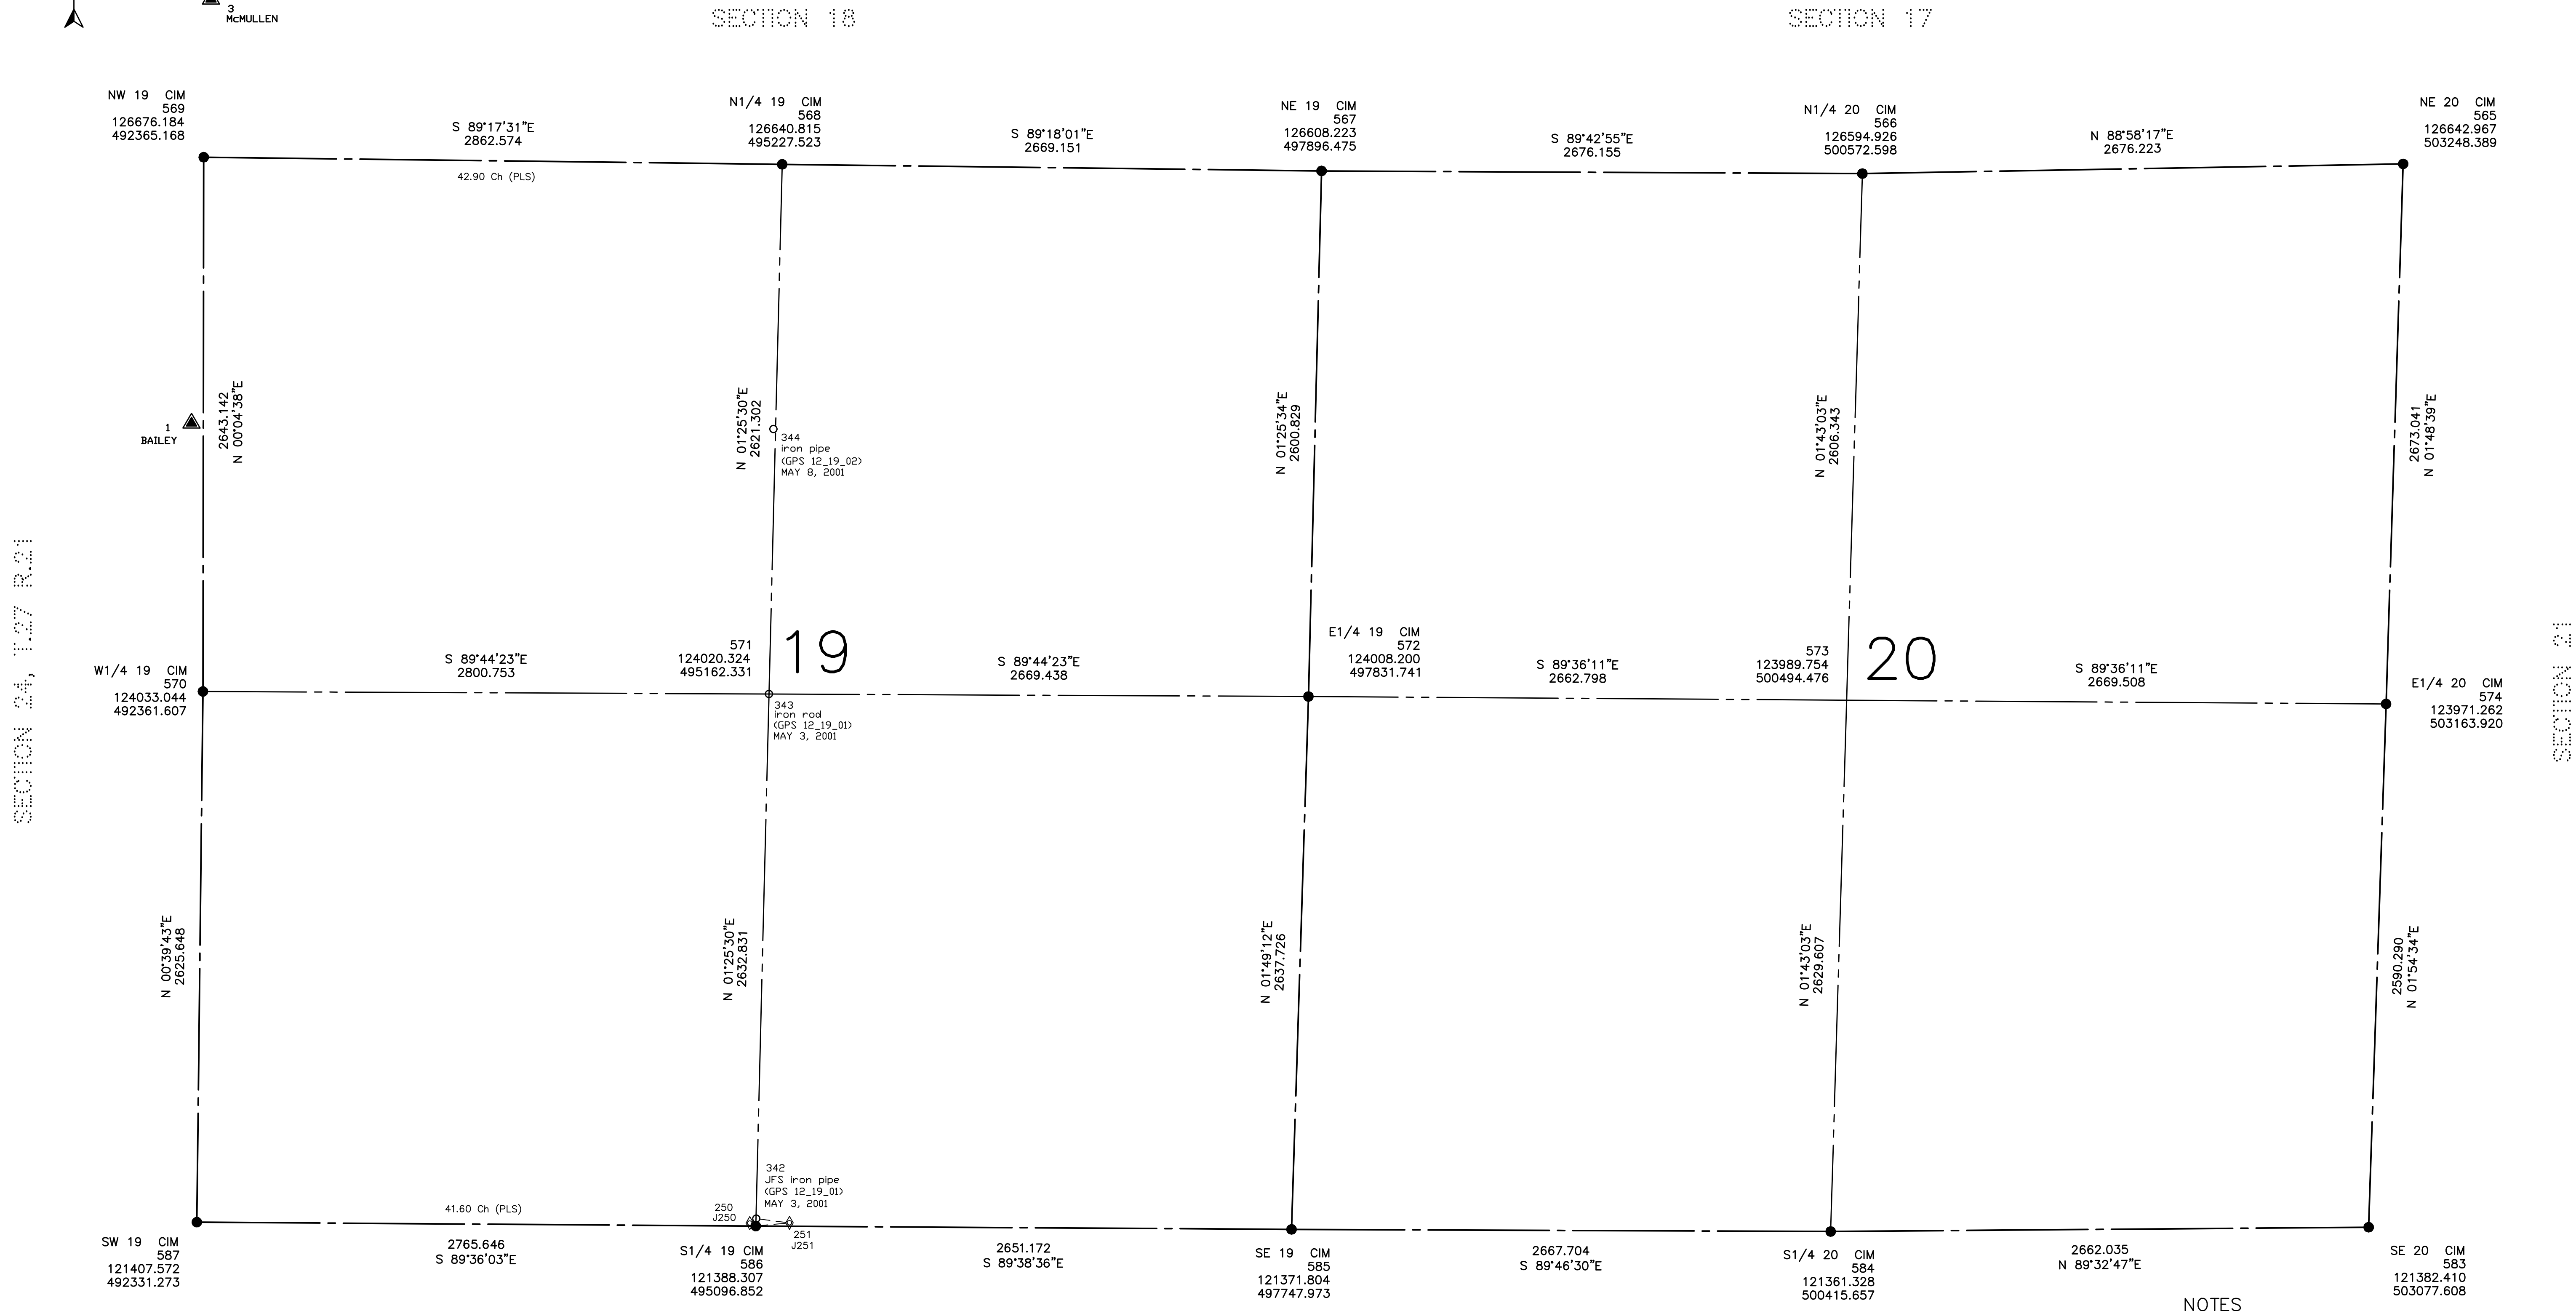 3
McMULLEN
SECTION 18
SECTION 17
NW 19 CIM
569
126676.184
492365.168
S 89°17'31"E
2862.574
42.90 Ch (PLS)
N1/4 19 CIM
568
126640.815
495227.523
S 89°18'01"E
2669.151
NE 19 CIM
567
126608.223
497896.475
S 89°42'55"E
2676.155
N1/4 20 CIM
566
126594.926
500572.598
N 88°58'17"E
2676.223
NE 20 CIM
565
126642.967
503248.389
1
BAILEY
2643.142
N 00°04'38"E
N 01°25'30"E
2621.302
344
iron pipe
(GPS 12_19_02)
MAY 8, 2001
N 01°25'34"E
2600.829
N 01°43'03"E
2606.343
2673.041
N 01°48'39"E
SECTION 24, T.27 R.21
SECTION 21
W1/4 19 CIM
570
124033.044
492361.607
S 89°44'23"E
2800.753
571
124020.324
495162.331
19
343
iron rod
(GPS 12_19_01)
MAY 3, 2001
S 89°44'23"E
2669.438
E1/4 19 CIM
572
124008.200
497831.741
S 89°36'11"E
2662.798
573
123989.754
500494.476
20
S 89°36'11"E
2669.508
E1/4 20 CIM
574
123971.262
503163.920
N 00°39'43"E
2625.648
N 01°25'30"E
2632.831
N 01°49'12"E
2637.726
N 01°43'03"E
2629.607
2590.290
N 01°54'34"E
342
JFS iron pipe
(GPS 12_19_01)
MAY 3, 2001
41.60 Ch (PLS)
250
J250
251
J251
SW 19 CIM
587
121407.572
492331.273
2765.646
S 89°36'03"E
S1/4 19 CIM
586
121388.307
495096.852
2651.172
S 89°38'36"E
SE 19 CIM
585
121371.804
497747.973
2667.704
S 89°46'30"E
S1/4 20 CIM
584
121361.328
500415.657
2662.035
N 89°32'47"E
SE 20 CIM
583
121382.410
503077.608
NOTES